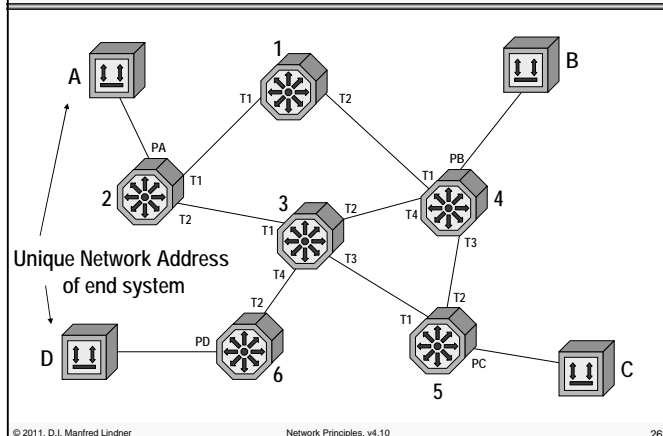 1
A
B
T1
T2
PA
PB
T1
T1
2
T2
3
T2
T4
4
T1
T3
T3
Unique Network Address
of end system
T4
T2
T2
T1
D
PD
6
PC
5
C
© 2011, D.I. Manfred Lindner
Network Principles, v4.10
26